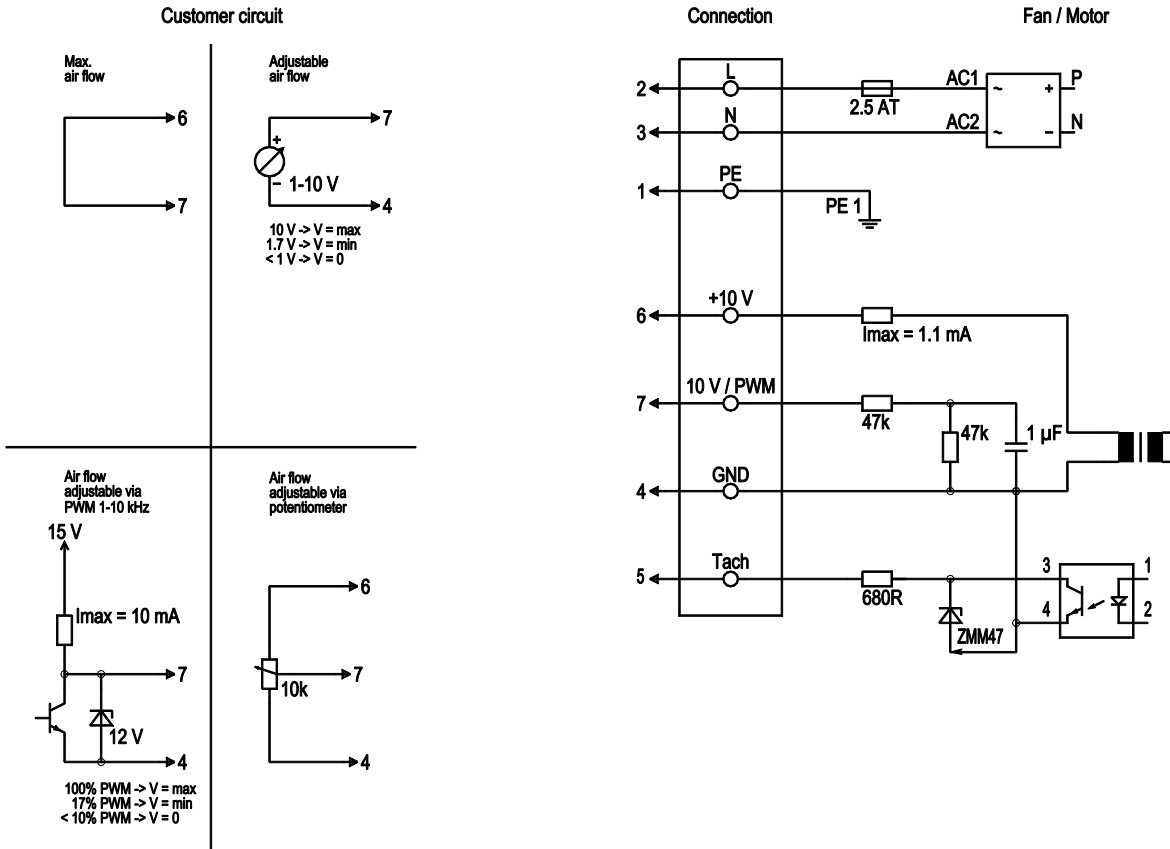 Customer circuit
Connection
Fan / Motor
Max.
air flow
6
7
Adjustable
air flow
7
+
− 1-10 V
4
10 V -> V = max
1.7 V -> V = min
< 1 V -> V = 0
Air flow
adjustable via
PWM 1-10 kHz
15 V
Imax = 10 mA
7
12 V
4
100% PWM -> V = max
17% PWM -> V = min
< 10% PWM -> V = 0
Air flow
adjustable via
potentiometer
6
7
10k
4
2
L
2.5 AT
AC1
~
+
P
3
N
AC2
~
−
N
1
PE
PE 1
6
+10 V
Imax = 1.1 mA
7
10 V / PWM
47k
47k
1 µF
4
GND
5
Tach
680R
ZMM47
3
4
1
2